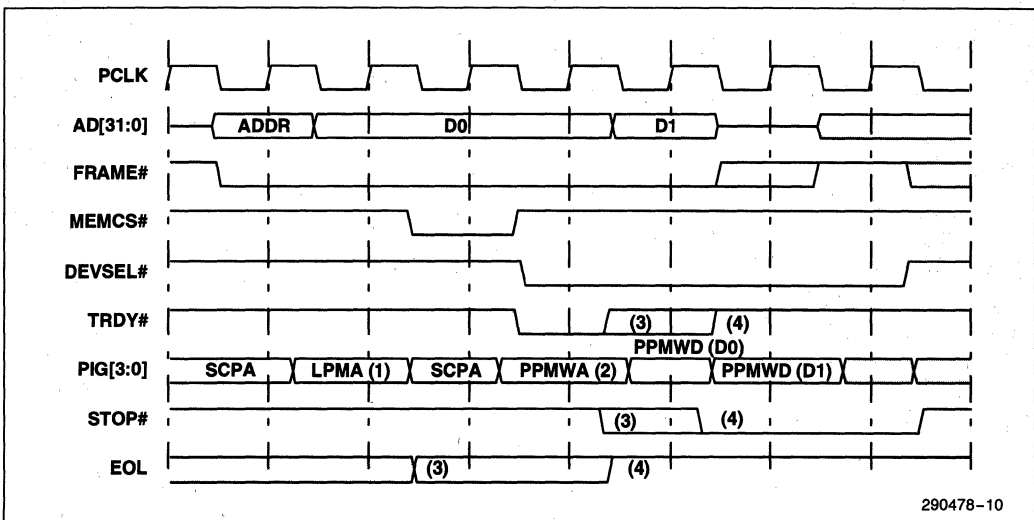 PCLK
AD[31:0] ADDR D0 D1
FRAME#
MEMCS#
DEVSEL#
TRDY# (3) (4)
PPMWD (D0)
PIG[3:0] SCPA LPMA (1) SCPA PPMWA (2) PPMWD (D1)
STOP# (3) (4)
EOL (3) (4)
290478-10